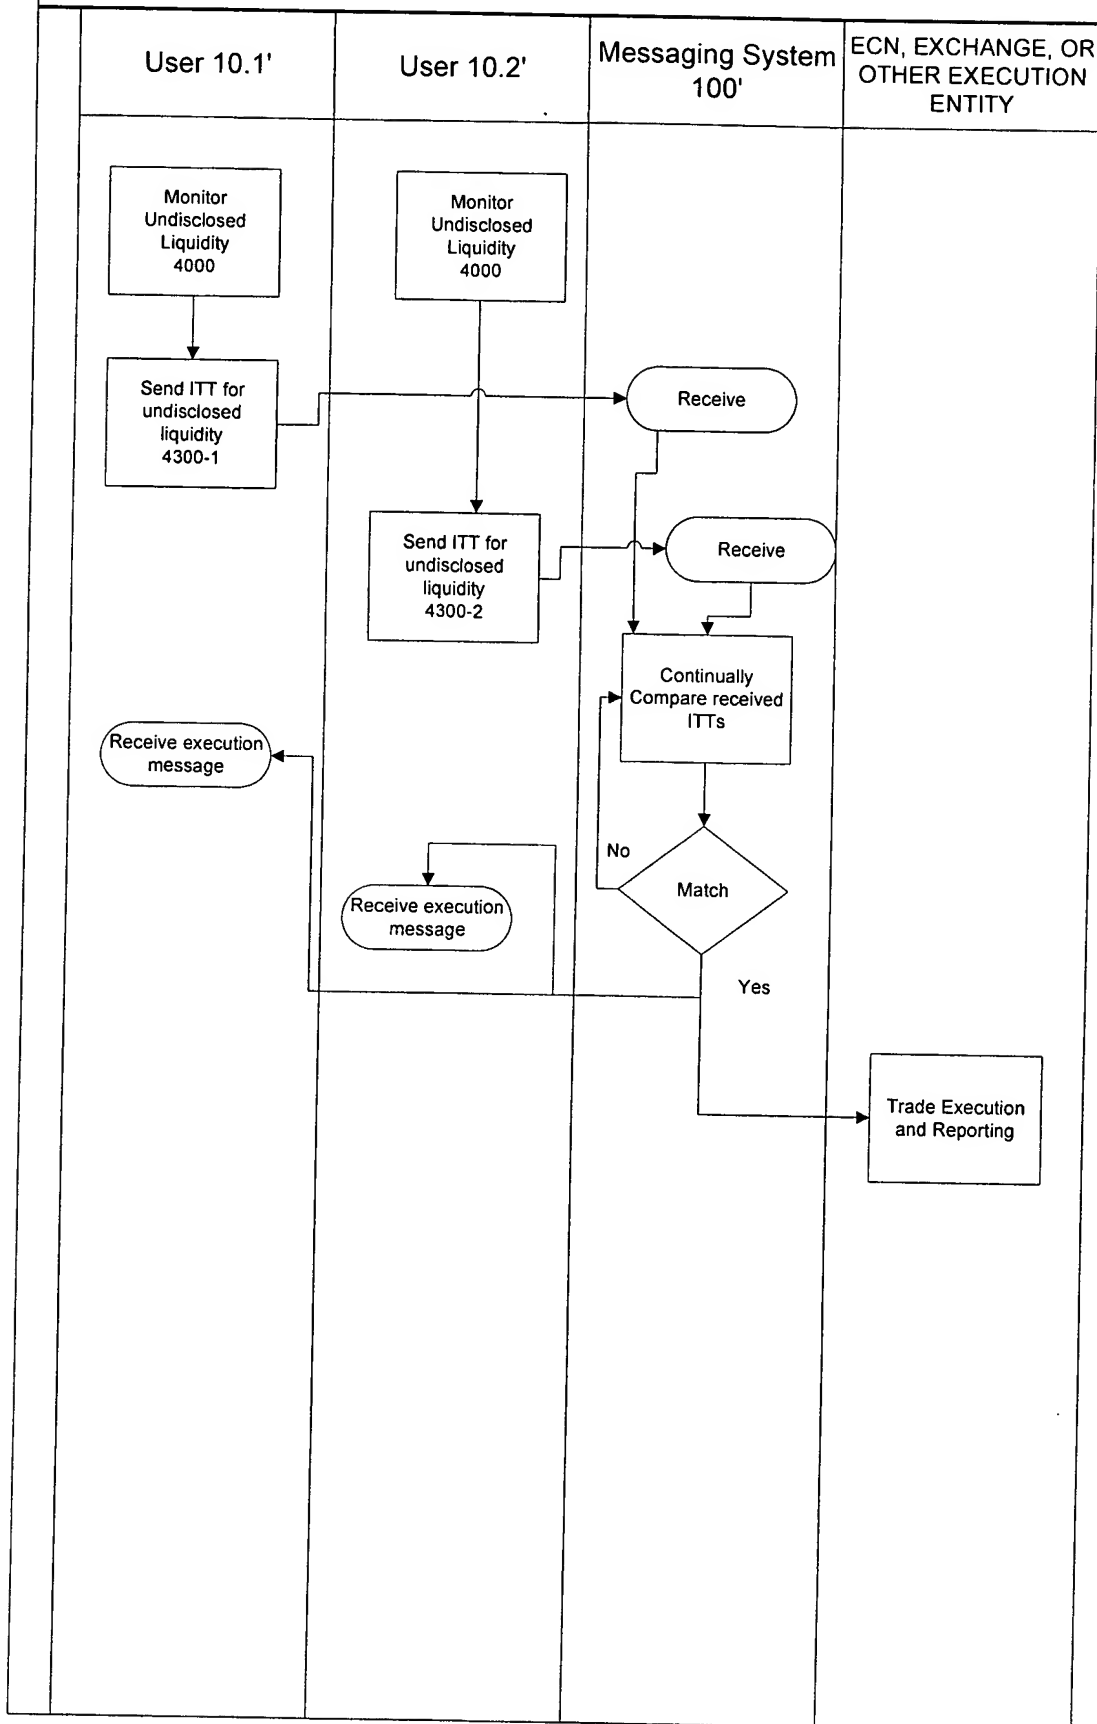 User 10.1'
User 10.2'
Messaging System
100'
ECN, EXCHANGE, OR
OTHER EXECUTION
ENTITY
Monitor
Undisclosed
Liquidity
4000
Monitor
Undisclosed
Liquidity
4000
Send ITT for
undisclosed
liquidity
4300-1
Receive
Send ITT for
undisclosed
liquidity
4300-2
Receive
Continually
Compare received
ITTs
Receive execution
message
No
Match
Receive execution
message
Yes
Trade Execution
and Reporting